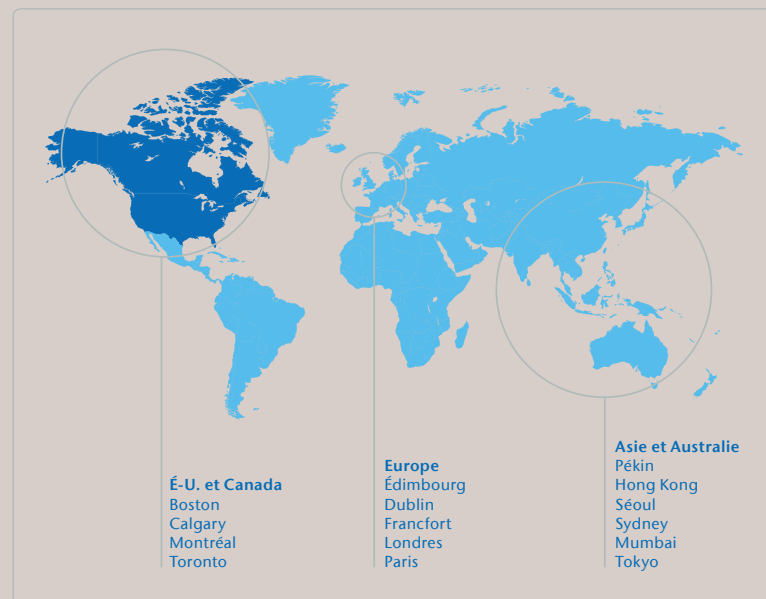 É-U. et Canada
Boston
Calgary
Montréal
Toronto
Europe
Édimbourg
Dublin
Francfort
Londres
Paris
Asie et Australie
Pékin
Hong Kong
Séoul
Sydney
Mumbai
Tokyo